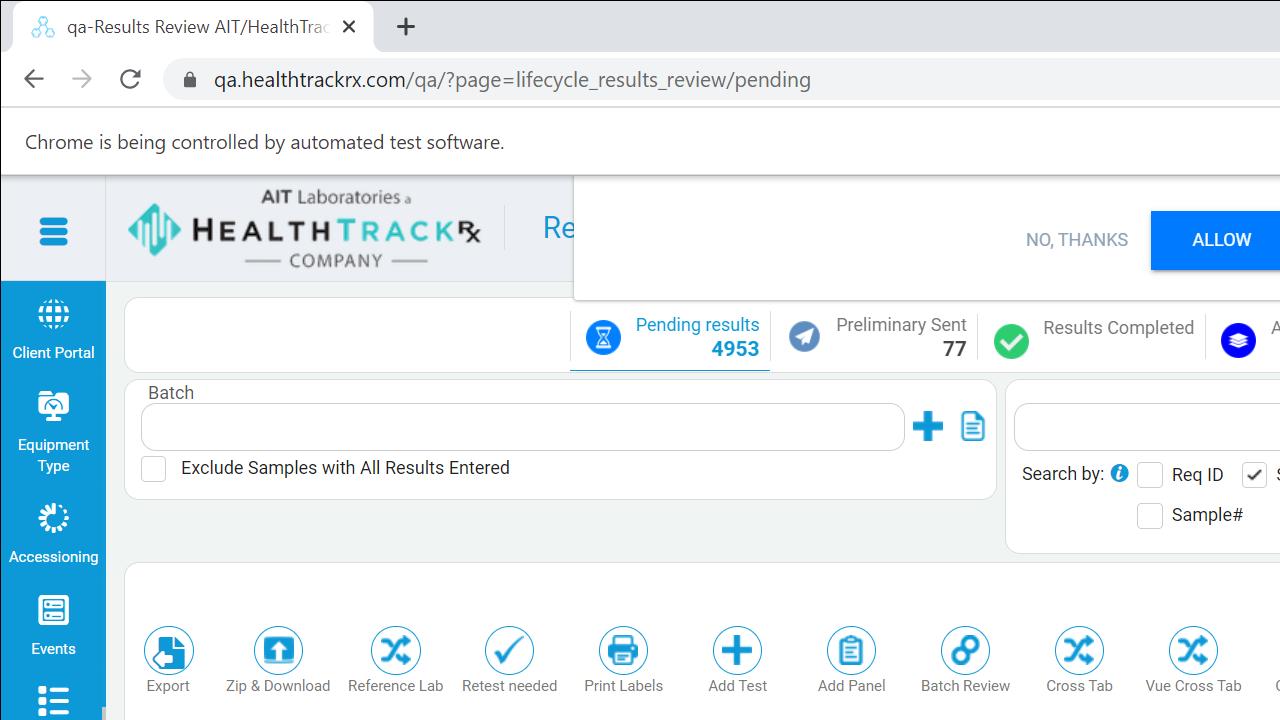 qa-Results Review AIT/HealthTrac
qa.healthtrackrx.com/qa/?page=lifecycle_results_review/pending
Chrome is being controlled by automated test software.
AIT Laboratories a
HEALTHTRACKRx
COMPANY
Re
NO, THANKS
ALLOW
Client Portal
Equipment
Type
Accessioning
Events
Pending results
4953
Preliminary Sent
77
Results Completed
A
Batch
Exclude Samples with All Results Entered
Search by:
Req ID
Sample#
Export
Zip & Download
Reference Lab
Retest needed
Print Labels
Add Test
Add Panel
Batch Review
Cross Tab
Vue Cross Tab